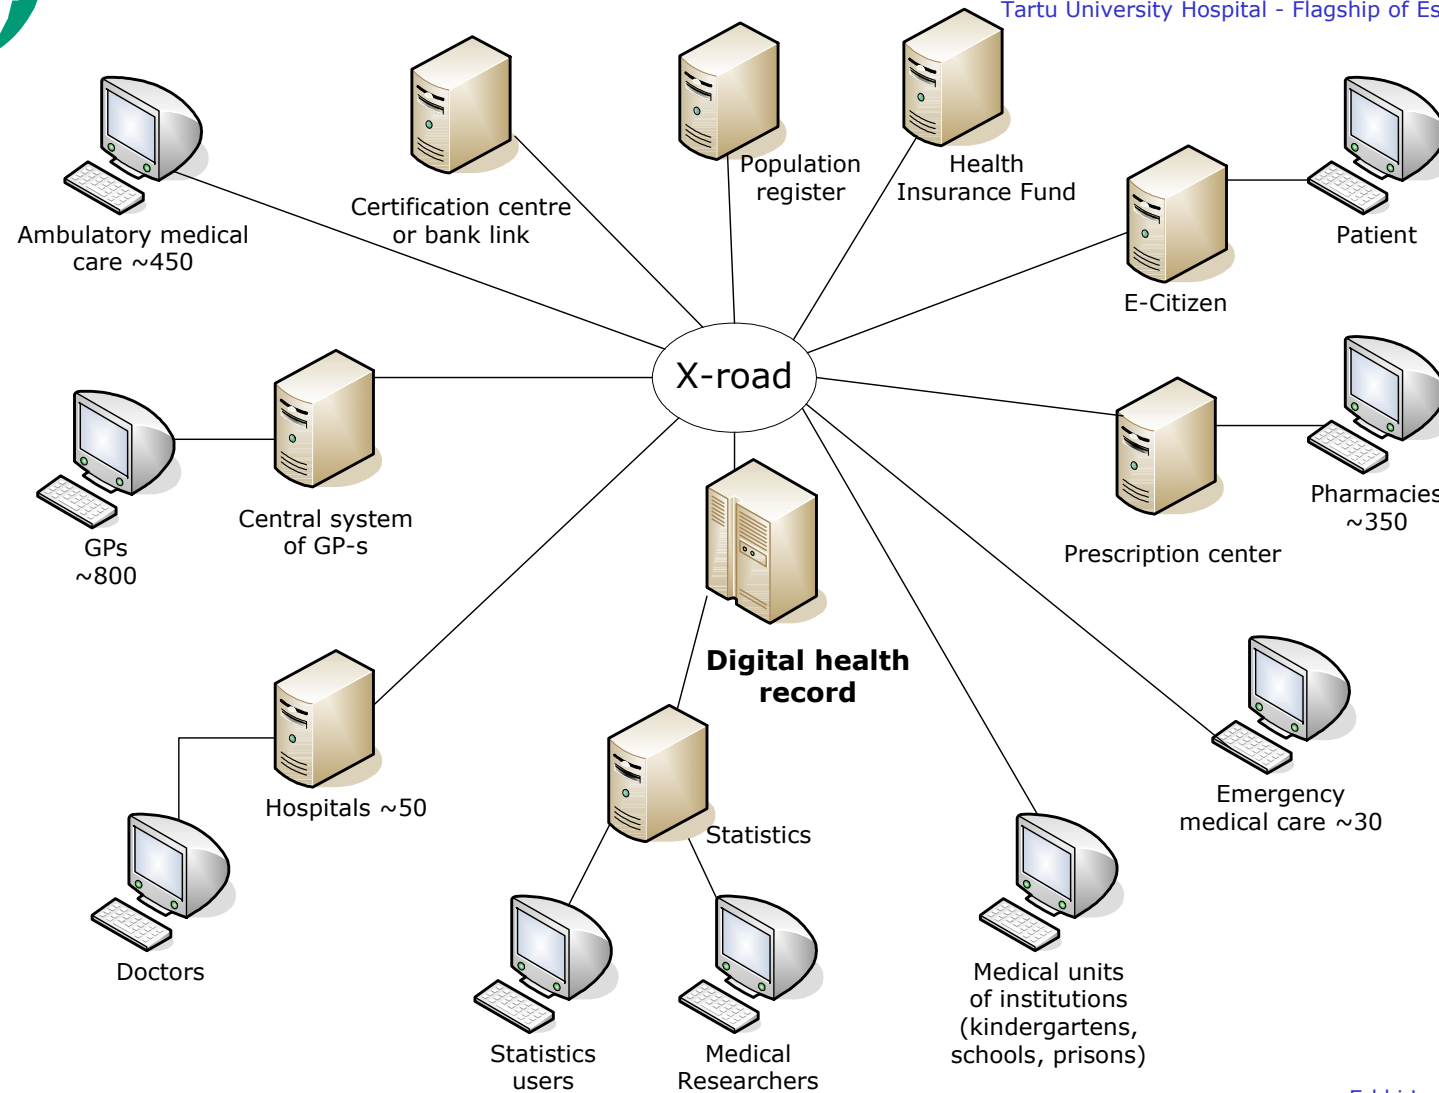 Tartu University Hospital - Flagship of
Population
register
Health
Insurance Fund
Certification centre
or bank link
Ambulatory medical
care ~450
Patient
E-Citizen
X-road
Central system
of GP-s
GPs
~800
Pharmacies
~350
Prescription center
Digital health
record
Hospitals ~50
Statistics
Emergency
medical care ~30
Doctors
Medical units
of institutions
(kindergartens,
schools, prisons)
Statistics
users
Medical
Researchers